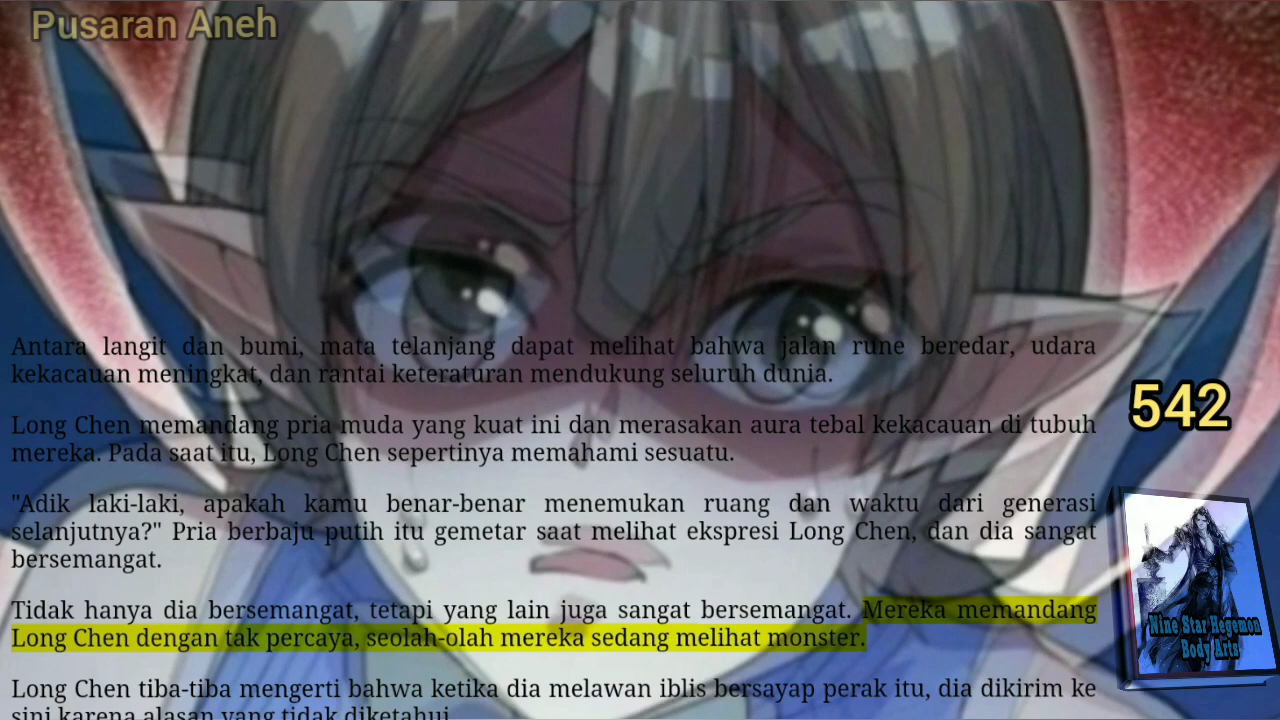 Pusaran Aneh
Antara langit dan bumi, mata telanjang dapat melihat bahwa jalan rune beredar, udara
kekacauan meningkat, dan rantai keteraturan mendukung seluruh dunia.
Long Chen memandang pria muda yang kuat ini dan merasakan aura tebal kekacauan di tubuh
mereka. Pada saat itu, Long Chen sepertinya memahami sesuatu.
"Adik laki-laki, apakah kamu benar-benar menemukan ruang dan waktu dari generasi
selanjutnya?" Pria berbaju putih itu gemetar saat melihat ekspresi Long Chen, dan dia sangat
bersemangat.
Tidak hanya dia bersemangat, tetapi yang lain juga sangat bersemangat. Mereka memandang
Long Chen dengan tak percaya, seolah-olah mereka sedang melihat monster.
Long Chen tiba-tiba mengerti bahwa ketika dia melawan iblis bersayap perak itu, dia dikirim ke
sini karena alasan yang tidak diketahui.
542
Nine Star Hegemon
Body Arts